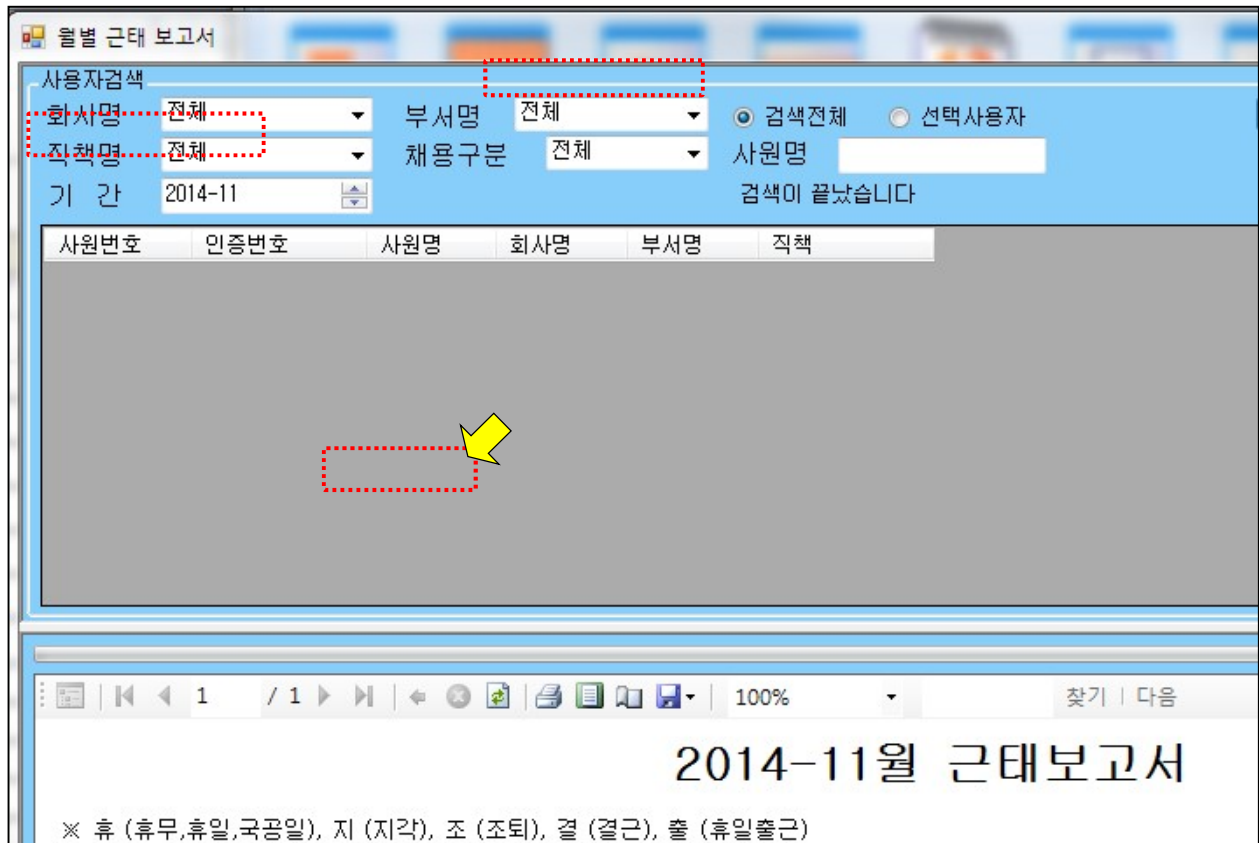 월별 근태 보고서
사용자검색
회사명 전체 부서명 전체 검색전체 선택사용자
직책명 전체 채용구분 전체 사원명
기 간 2014-11 검색이 끝났습니다
사원번호 인증번호 사원명 회사명 부서명 직책
1 / 1 100% 찾기 | 다음
2014-11월 근태보고서
※ 휴 (휴무,휴일,국공일), 지 (지각), 조 (조퇴), 결 (결근), 출 (휴일출근)